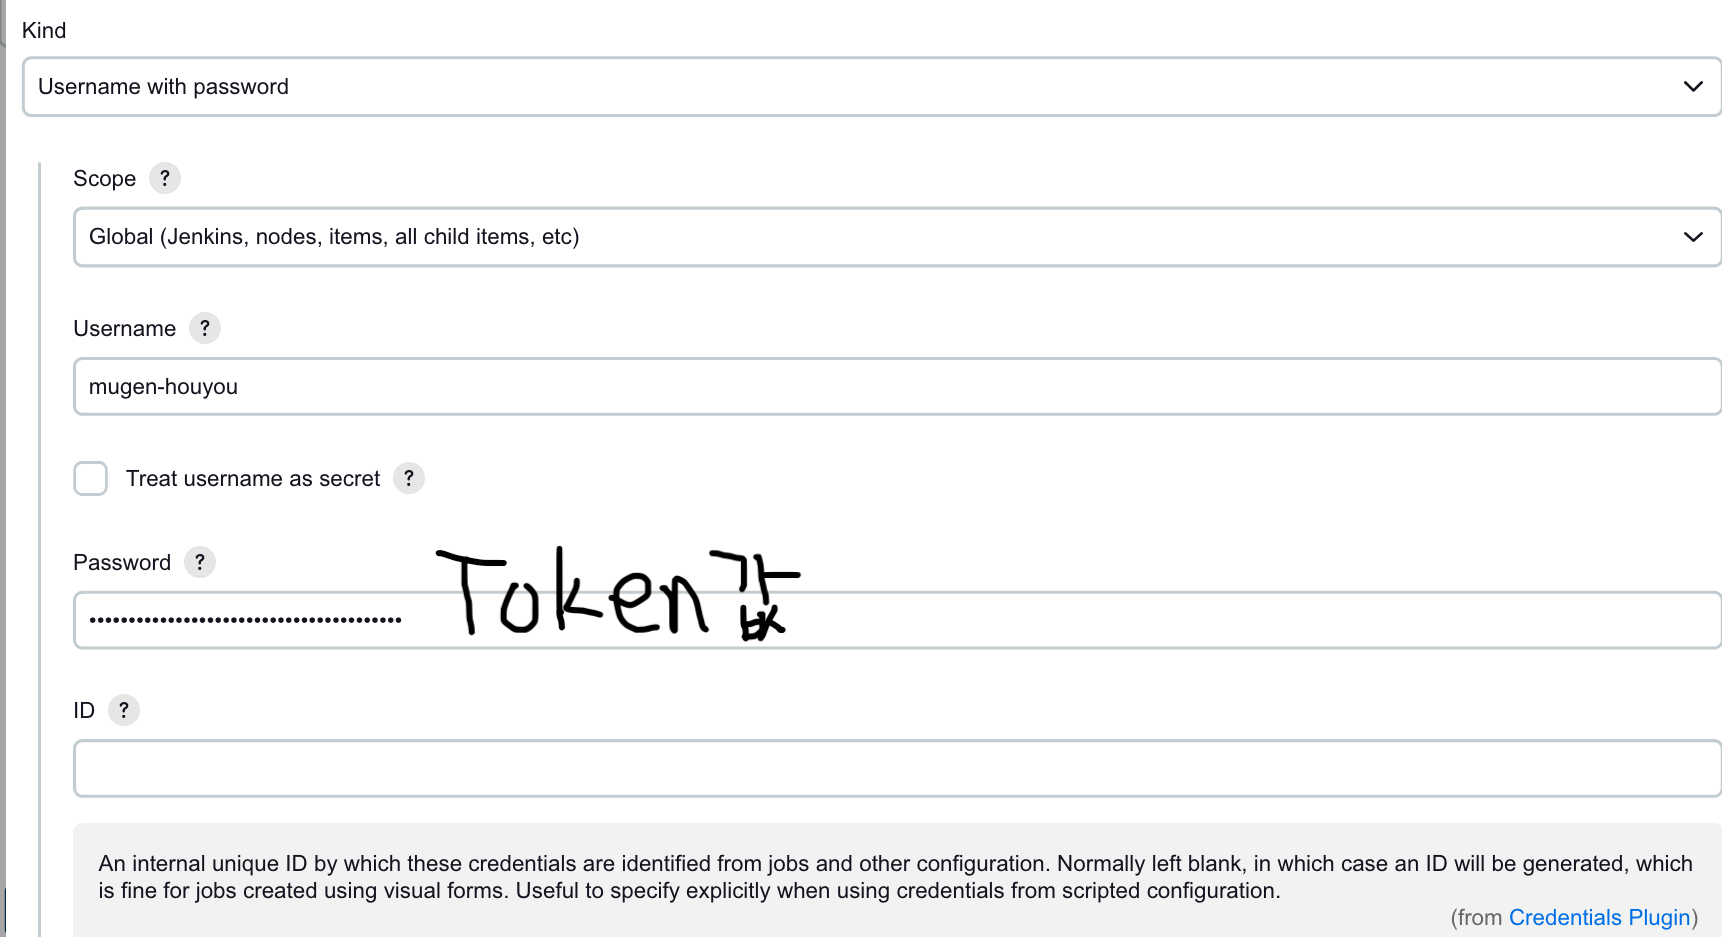 Kind
Username with password
Scope ?
Global (Jenkins, nodes, items, all child items, etc)
Username ?
mugen-houyou
Treat username as secret ?
Password ?
••••••••••••••••••••••••••••••••••••••••
Token값
ID ?
An internal unique ID by which these credentials are identified from jobs and other configuration. Normally left blank, in which case an ID will be generated, which
is fine for jobs created using visual forms. Useful to specify explicitly when using credentials from scripted configuration.
(from Credentials Plugin)